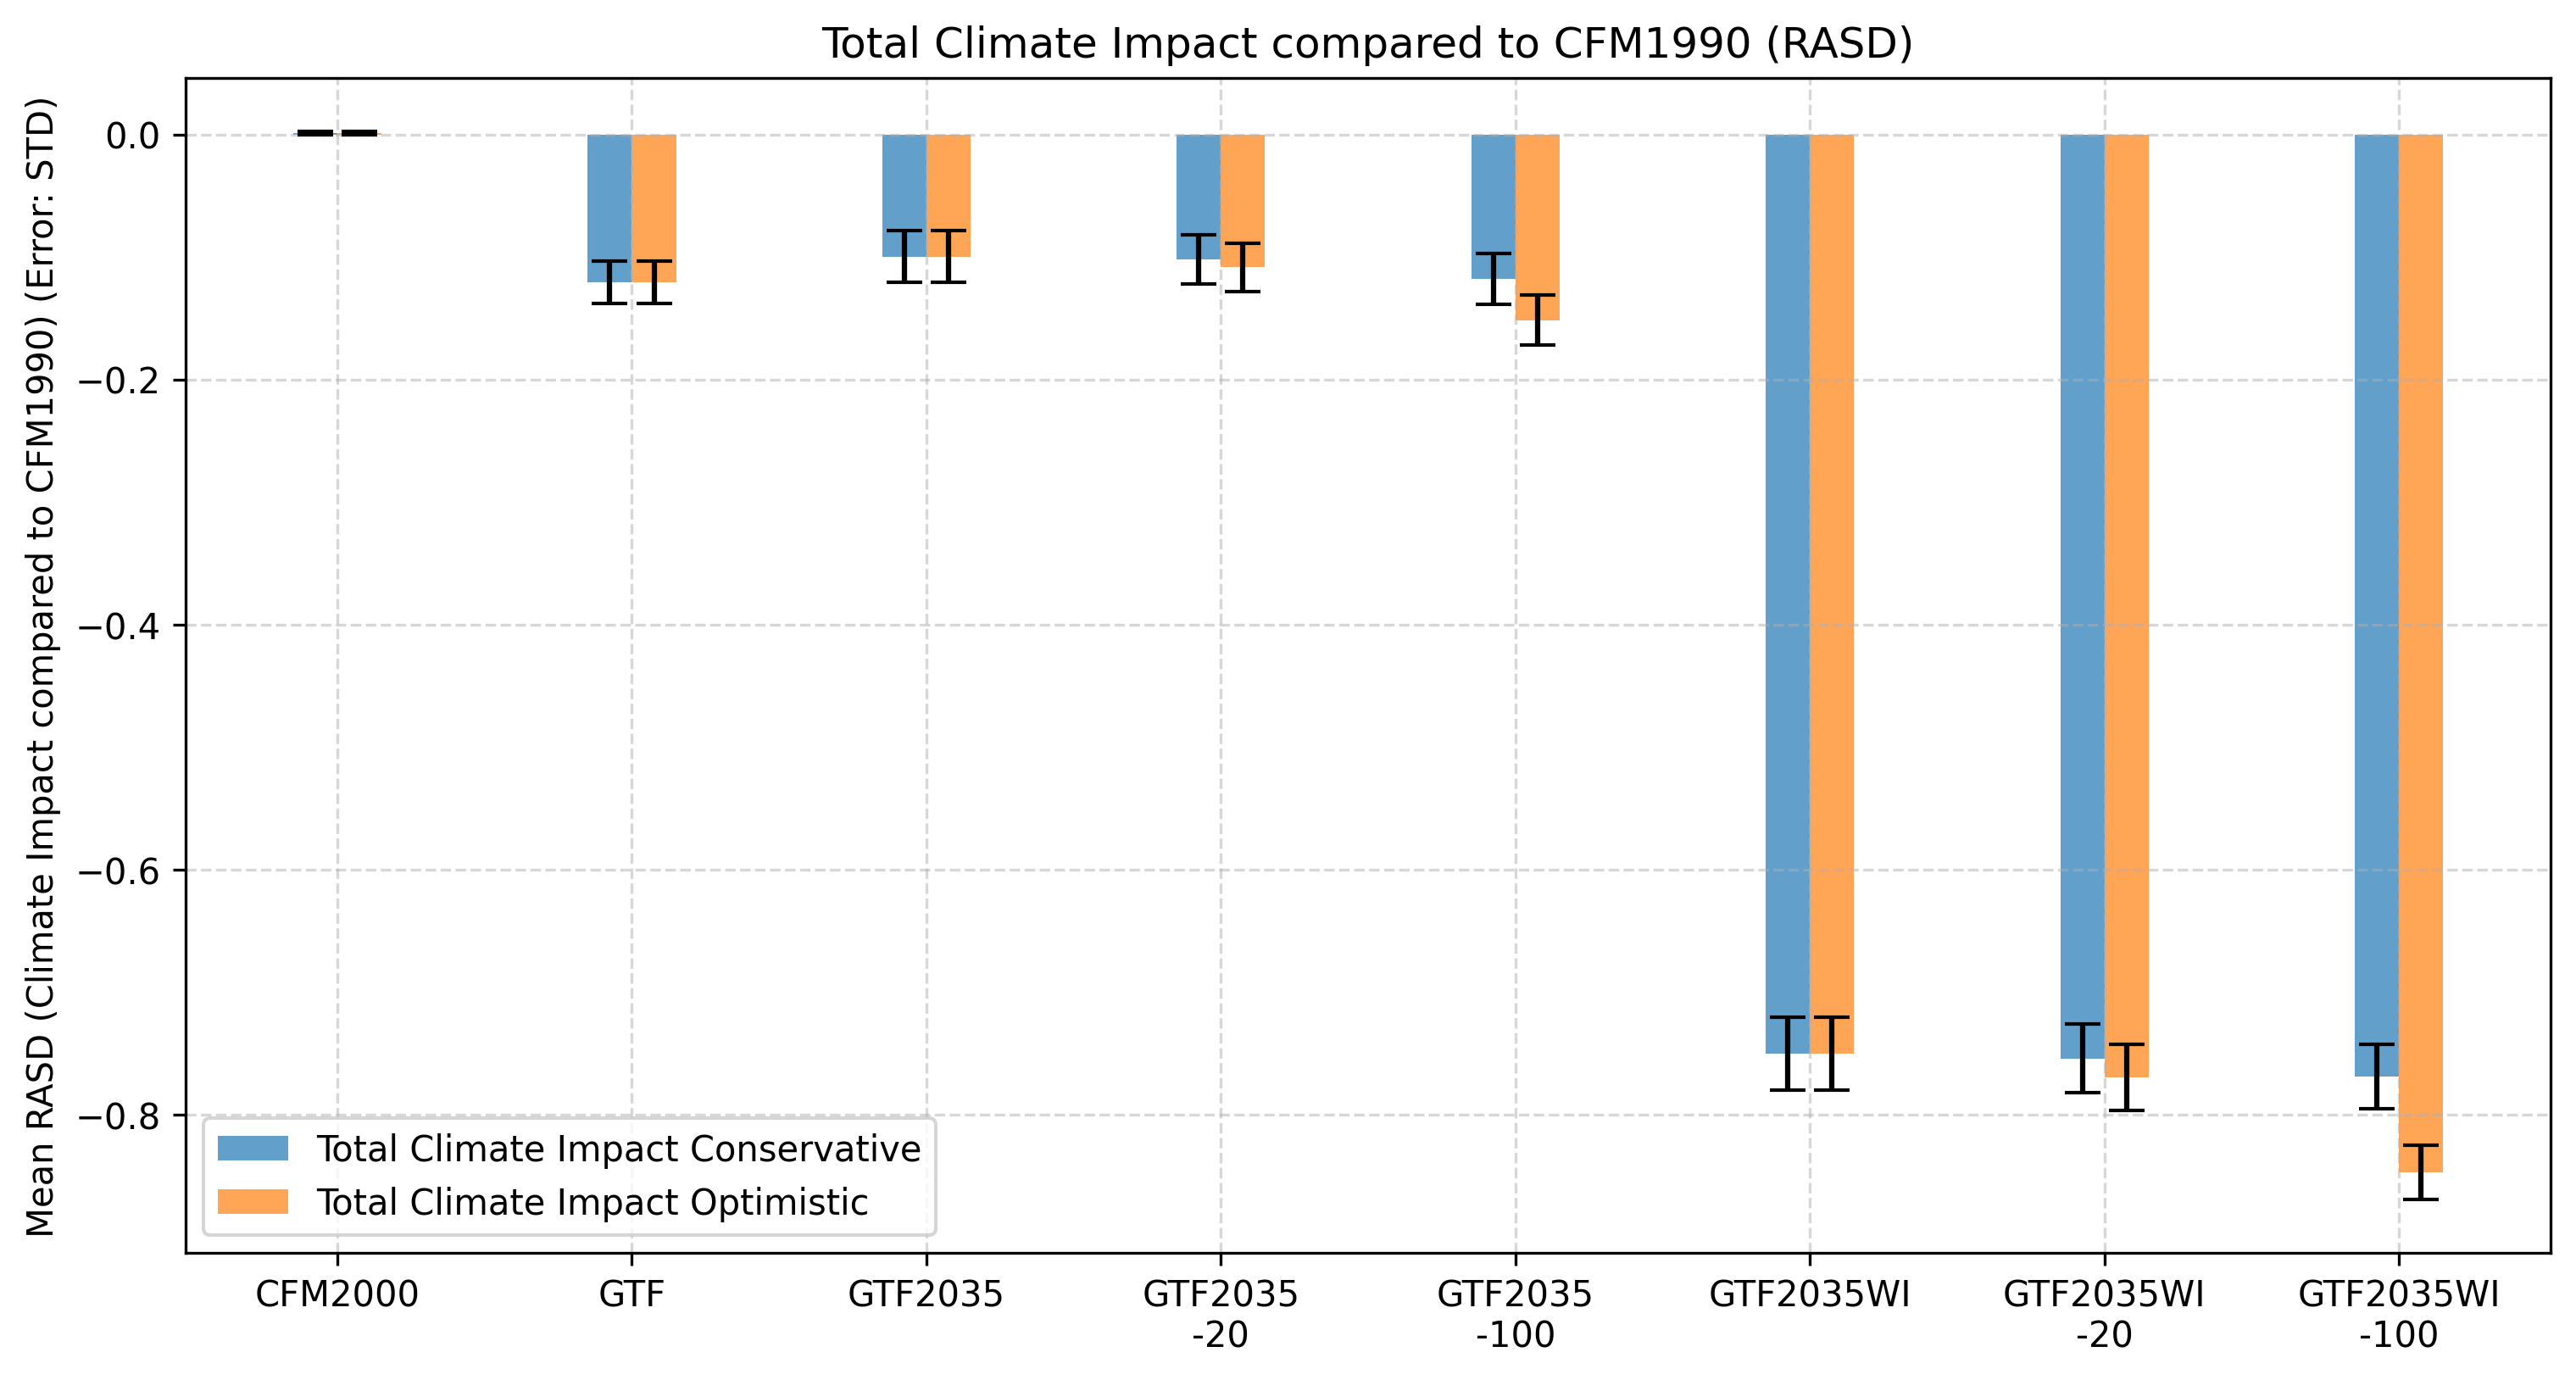 Total Climate Impact compared to CFM1990 (RASD)
Mean RASD (Climate Impact compared to CFM1990) (Error: STD)
0.0
−0.2
−0.4
−0.6
−0.8
Total Climate Impact Conservative
Total Climate Impact Optimistic
CFM2000
GTF
GTF2035
GTF2035
-20
GTF2035
-100
GTF2035WI
GTF2035WI
-20
GTF2035WI
-100